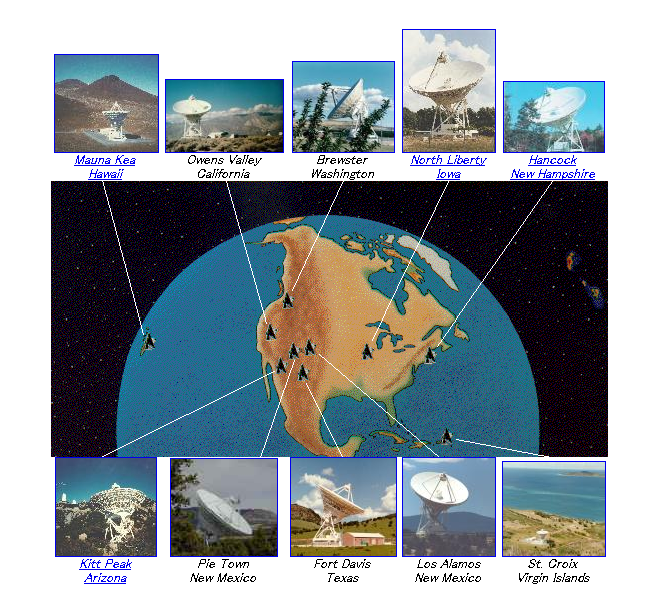 Mauna Kea
Hawaii
Owens Valley
California
Brewster
Washington
North Liberty
Iowa
Hancock
New Hampshire
Kitt Peak
Arizona
Pie Town
New Mexico
Fort Davis
Texas
Los Alamos
New Mexico
St. Croix
Virgin Islands